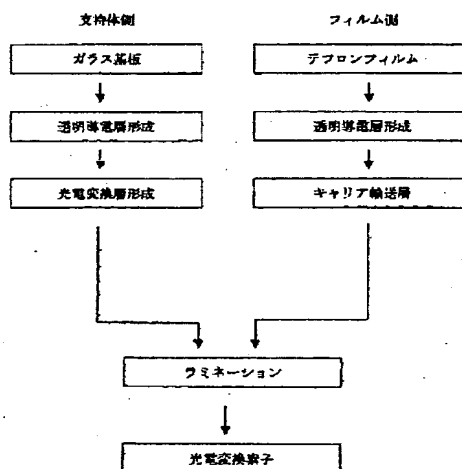 支持体側
フィルム側
ガラス基板
テフロンフィルム
透明導電層形成
透明導電層形成
光電変換層形成
キャリア輸送層
ラミネーション
光電変換素子